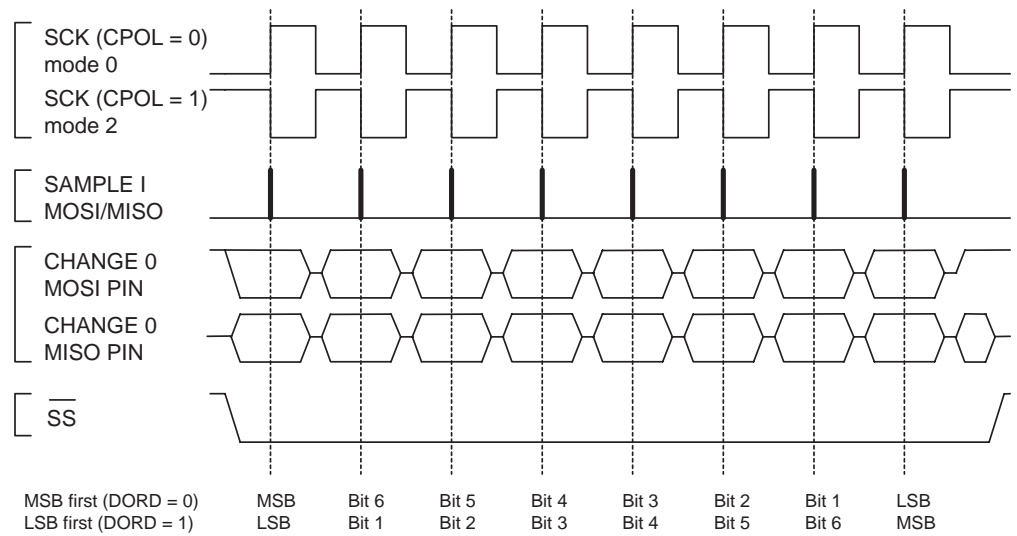 SCK (CPOL = 0)
mode 0
SCK (CPOL = 1)
mode 2
SAMPLE I
MOSI/MISO
CHANGE 0
MOSI PIN
CHANGE 0
MISO PIN
SS
MSB first (DORD = 0) MSB Bit 6 Bit 5 Bit 4 Bit 3 Bit 2 Bit 1 LSB
LSB first (DORD = 1) LSB Bit 1 Bit 2 Bit 3 Bit 4 Bit 5 Bit 6 MSB